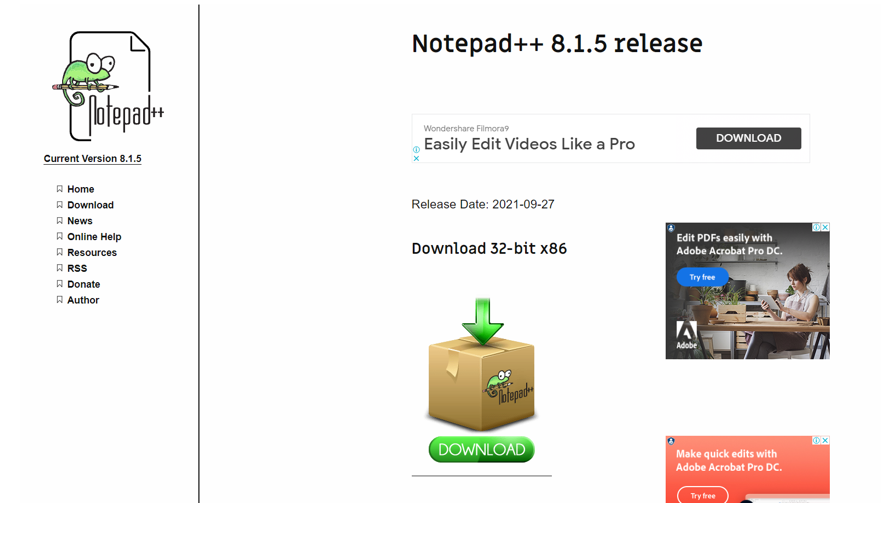 Notepad++
Current Version 8.1.5
Home
Download
News
Online Help
Resources
RSS
Donate
Author
Notepad++ 8.1.5 release
Wondershare Filmora9
Easily Edit Videos Like a Pro
DOWNLOAD
Release Date: 2021-09-27
Download 32-bit x86
Notepad++
DOWNLOAD
Edit PDFs easily with
Adobe Acrobat Pro DC.
Try free
Adobe
Make quick edits with
Adobe Acrobat Pro DC.
Try free